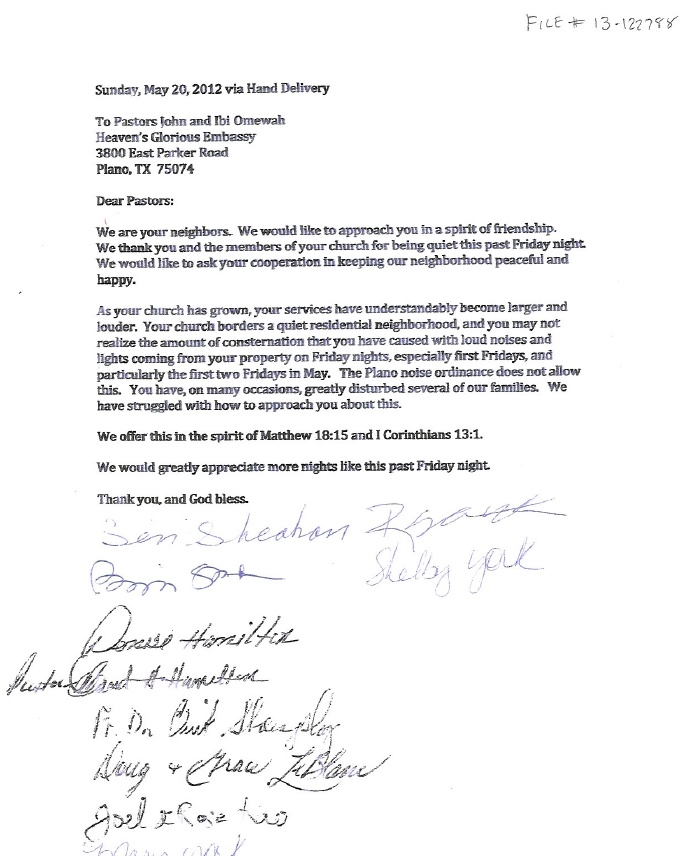 FILE # 13-122798
Sunday, May 20, 2012 via Hand Delivery
To Pastors John and Ibi Omewah
Heaven's Glorious Embassy
3800 East Parker Road
Plano, TX 75074
Dear Pastors:
We are your neighbors. We would like to approach you in a spirit of friendship.
We thank you and the members of your church for being quiet this past Friday night.
We would like to ask your cooperation in keeping our neighborhood peaceful and
happy.
As your church has grown, your services have understandably become larger and
louder. Your church borders a quiet residential neighborhood, and you may not
realize the amount of consternation that you have caused with loud noises and
lights coming from your property on Friday nights, especially first Fridays, and
particularly the first two Fridays in May. The Plano noise ordinance does not allow
this. You have, on many occasions, greatly disturbed several of our families. We
have struggled with how to approach you about this.
We offer this in the spirit of Matthew 18:15 and I Corinthians 13:1.
We would greatly appreciate more nights like this past Friday night.
Thank you, and God bless.
Sheahan
Shelby York
Hamilton
Pastor Hamilton
Fr. Dn
Doug & Grace LeBlanc
Joel &
York